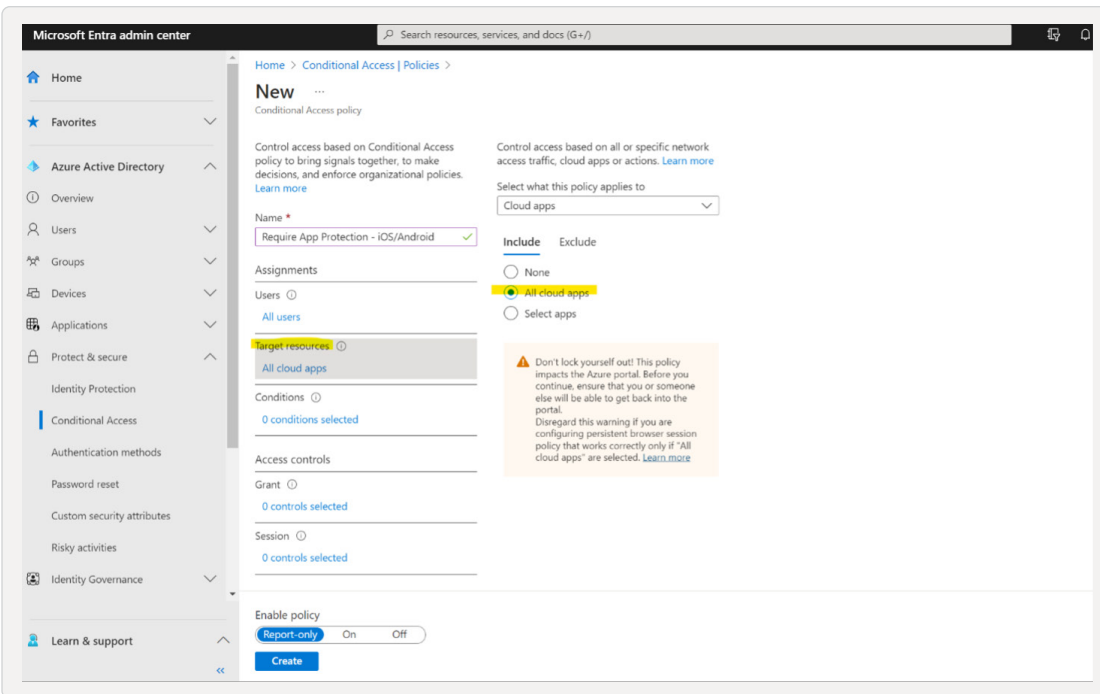 Microsoft Entra admin center
Search resources, services, and docs (G+/)
Home
Favorites
Azure Active Directory
Overview
Users
Groups
Devices
Applications
Protect & secure
Identity Protection
Conditional Access
Authentication methods
Password reset
Custom security attributes
Risky activities
Identity Governance
Learn & support
Home > Conditional Access | Policies >
New ...
Conditional Access policy
Control access based on Conditional Access
policy to bring signals together, to make
decisions, and enforce organizational policies.
Learn more
Name *
Require App Protection - iOS/Android
Assignments
Users
All users
Target resources
All cloud apps
Conditions
0 conditions selected
Access controls
Grant
0 controls selected
Session
0 controls selected
Enable policy
Report-only On Off
Create
Control access based on all or specific network
access traffic, cloud apps or actions. Learn more
Select what this policy applies to
Cloud apps
Include Exclude
None
All cloud apps
Select apps
Don't lock yourself out! This policy
impacts the Azure portal. Before you
continue, ensure that you or someone
else will be able to get back into the
portal.
Disregard this warning if you are
configuring persistent browser session
policy that works correctly only if "All
cloud apps" are selected. Learn more